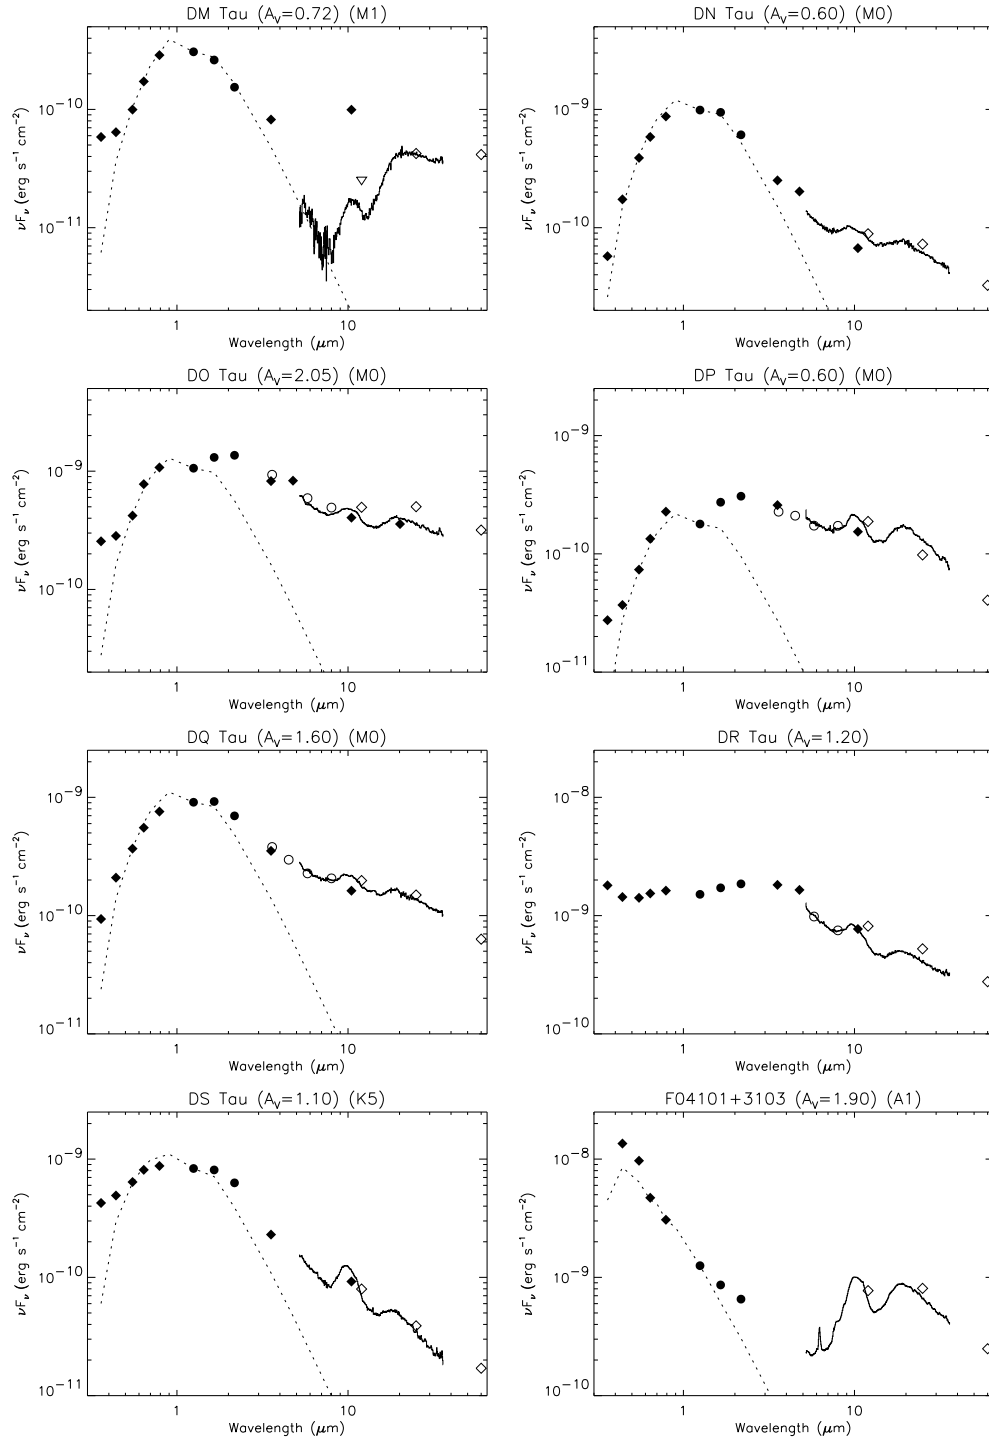 DM Tau (A_V=0.72) (M1)
νF_ν (erg s⁻¹ cm⁻²)
10⁻¹⁰
10⁻¹¹
1
10
Wavelength (μm)
DN Tau (A_V=0.60) (M0)
νF_ν (erg s⁻¹ cm⁻²)
10⁻⁹
10⁻¹⁰
1
10
Wavelength (μm)
DO Tau (A_V=2.05) (M0)
νF_ν (erg s⁻¹ cm⁻²)
10⁻⁹
10⁻¹⁰
1
10
Wavelength (μm)
DP Tau (A_V=0.60) (M0)
νF_ν (erg s⁻¹ cm⁻²)
10⁻⁹
10⁻¹⁰
10⁻¹¹
1
10
Wavelength (μm)
DQ Tau (A_V=1.60) (M0)
νF_ν (erg s⁻¹ cm⁻²)
10⁻⁹
10⁻¹⁰
10⁻¹¹
1
10
Wavelength (μm)
DR Tau (A_V=1.20)
νF_ν (erg s⁻¹ cm⁻²)
10⁻⁸
10⁻⁹
10⁻¹⁰
1
10
Wavelength (μm)
DS Tau (A_V=1.10) (K5)
νF_ν (erg s⁻¹ cm⁻²)
10⁻⁹
10⁻¹⁰
10⁻¹¹
1
10
Wavelength (μm)
F04101+3103 (A_V=1.90) (A1)
νF_ν (erg s⁻¹ cm⁻²)
10⁻⁸
10⁻⁹
10⁻¹⁰
1
10
Wavelength (μm)